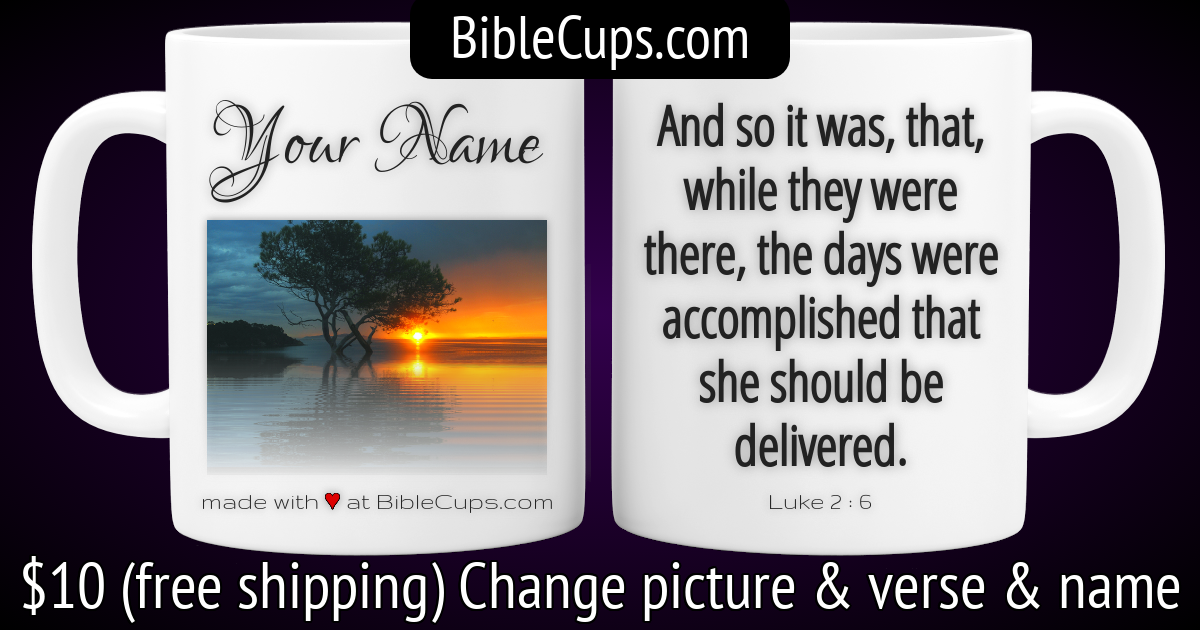 BibleCups.com
Your Name
made with ♥ at BibleCups.com
And so it was, that,
while they were
there, the days were
accomplished that
she should be
delivered.
Luke 2 : 6
$10 (free shipping) Change picture & verse & name